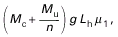 (M_c + M_u/n) g L_h μ_1 ,